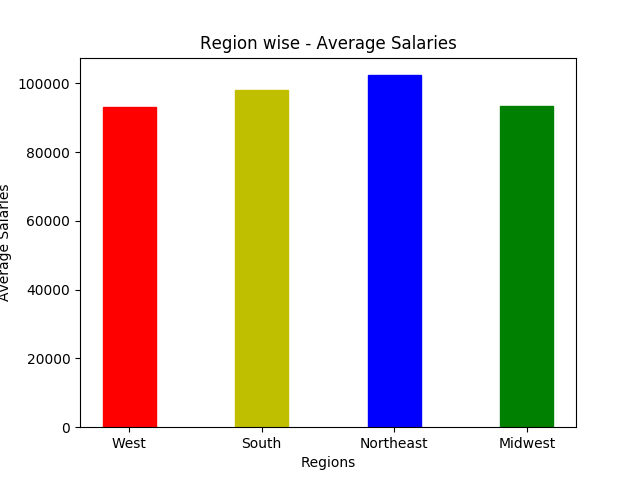 Region wise - Average Salaries
100000
80000
60000
40000
20000
0
Average Salaries
West South Northeast Midwest
Regions